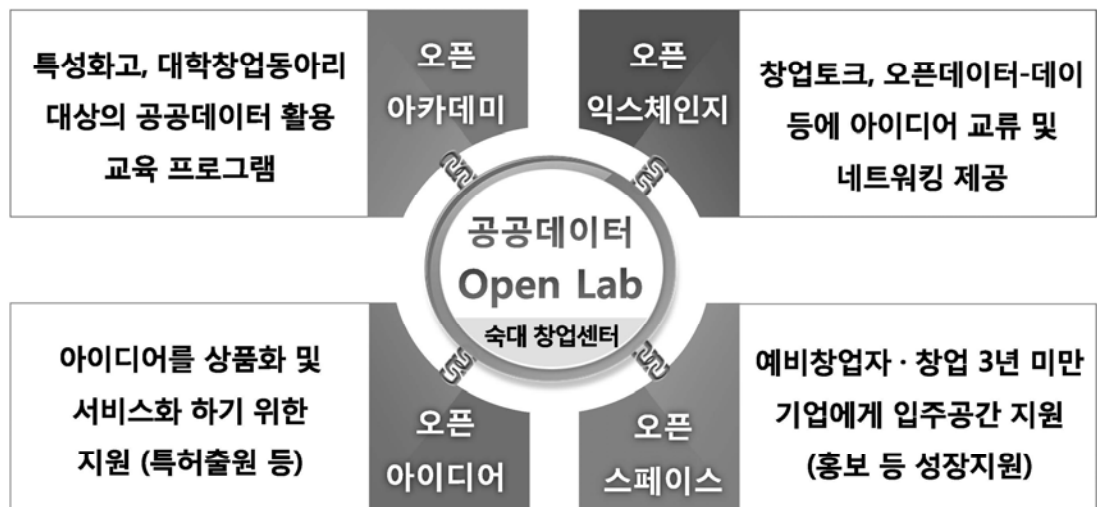 특성화고, 대학창업동아리
대상의 공공데이터 활용
교육 프로그램
오픈
아카데미
오픈
익스체인지
창업토크, 오픈데이터-데이
등에 아이디어 교류 및
네트워킹 제공
공공데이터
Open Lab
숙대 창업센터
아이디어를 상품화 및
서비스화 하기 위한
지원 (특허출원 등)
오픈
아이디어
오픈
스페이스
예비창업자 · 창업 3년 미만
기업에게 입주공간 지원
(홍보 등 성장지원)